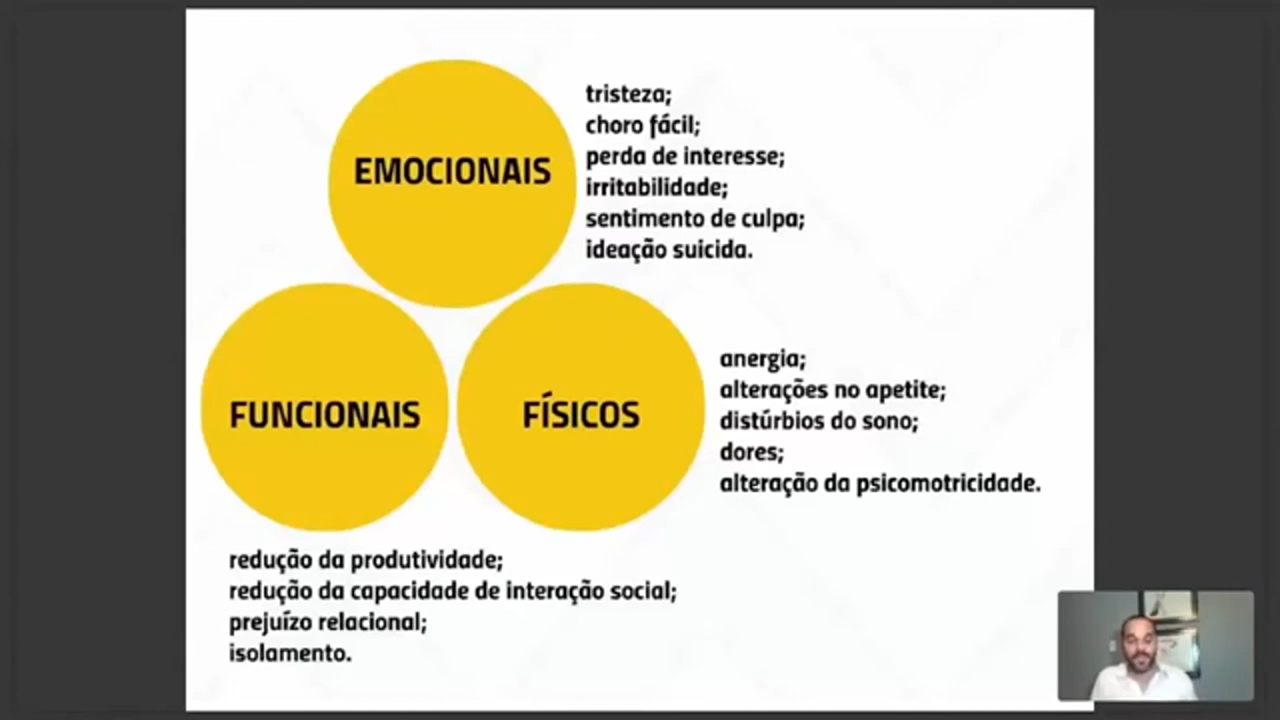 EMOCIONAIS
tristeza;
choro fácil;
perda de interesse;
irritabilidade;
sentimento de culpa;
ideação suicida.
FUNCIONAIS
FÍSICOS
anergia;
alterações no apetite;
distúrbios do sono;
dores;
alteração da psicomotricidade.
redução da produtividade;
redução da capacidade de interação social;
prejuízo relacional;
isolamento.